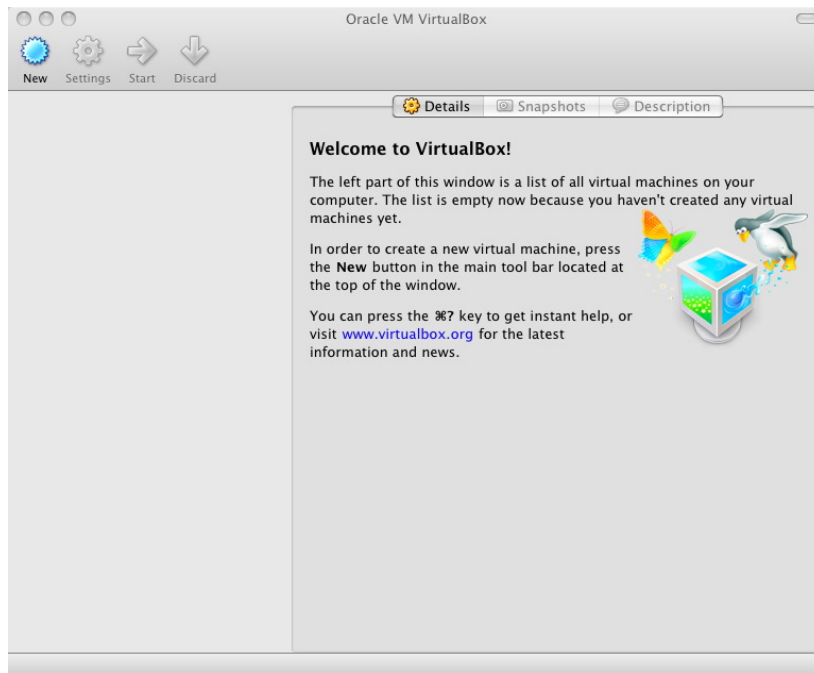 Oracle VM VirtualBox
New Settings Start Discard
Details Snapshots Description
Welcome to VirtualBox!
The left part of this window is a list of all virtual machines on your
computer. The list is empty now because you haven't created any virtual
machines yet.
In order to create a new virtual machine, press
the New button in the main tool bar located at
the top of the window.
You can press the ⌘? key to get instant help, or
visit www.virtualbox.org for the latest
information and news.